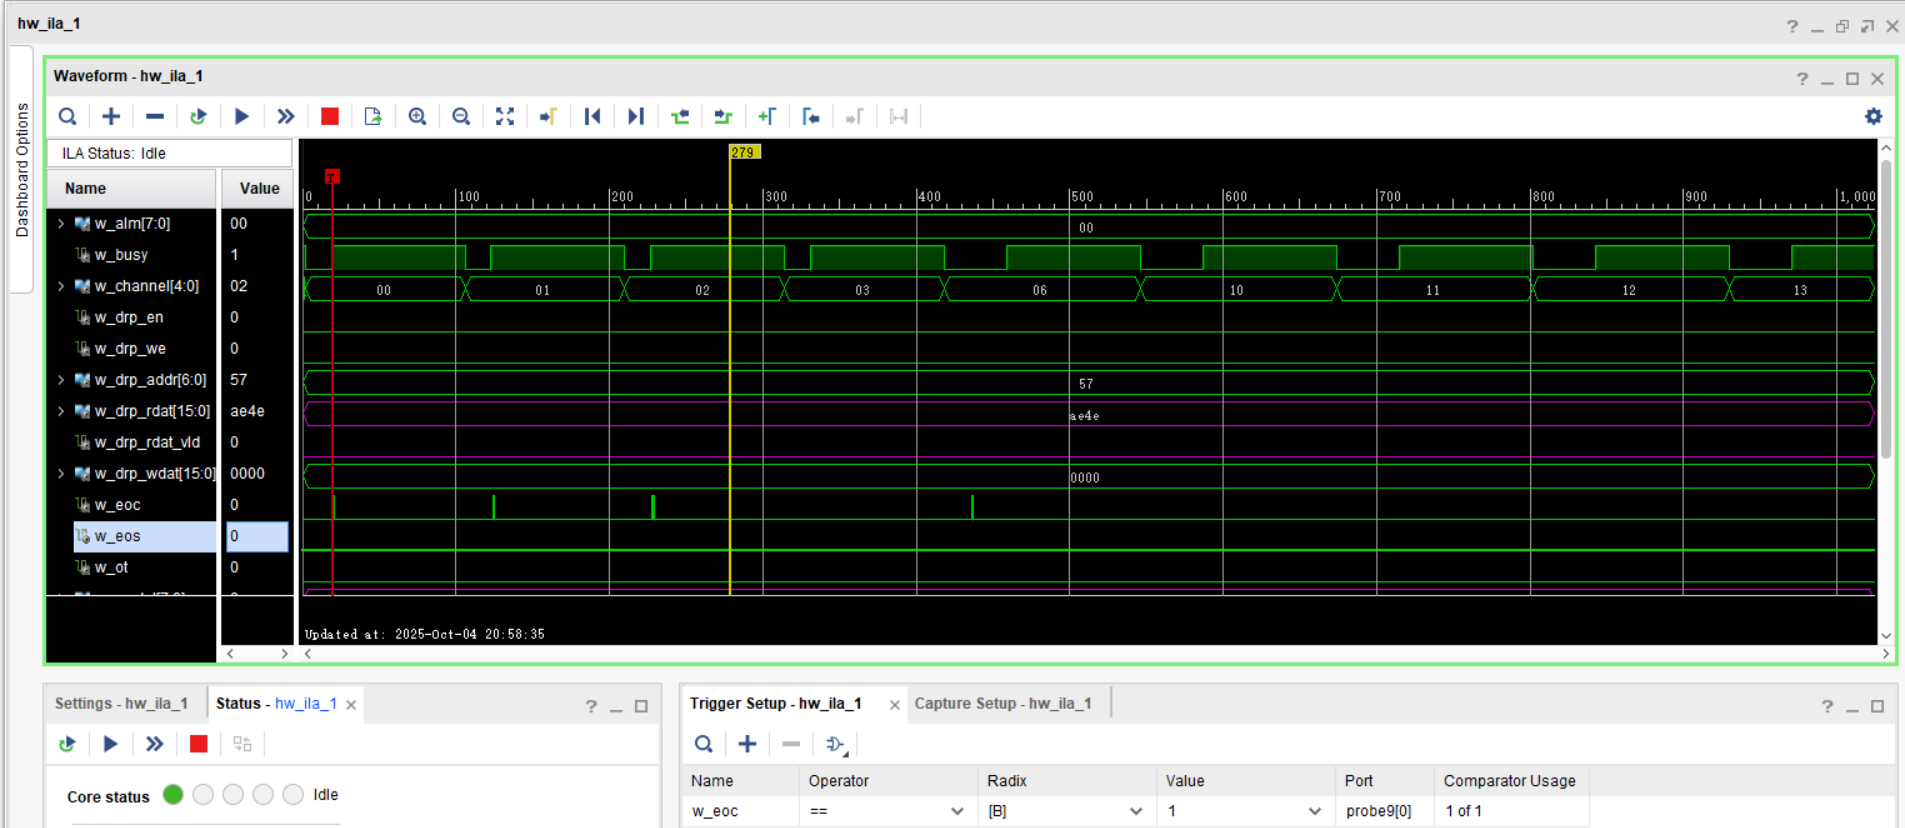 hw_ila_1
Dashboard Options
Waveform - hw_ila_1
ILA Status: Idle
Name Value
279
T
0 100 200 300 400 500 600 700 800 900 1,000
w_alm[7:0] 00 00
w_busy 1
w_channel[4:0] 02 00 01 02 03 06 10 11 12 13
w_drp_en 0
w_drp_we 0
w_drp_addr[6:0] 57 57
w_drp_rdat[15:0] ae4e ae4e
w_drp_rdat_vld 0
w_drp_wdat[15:0] 0000 0000
w_eoc 0
w_eos 0
w_ot 0
Updated at: 2025-Oct-04 20:58:35
Settings - hw_ila_1 Status - hw_ila_1
Core status Idle
Trigger Setup - hw_ila_1 Capture Setup - hw_ila_1
Name Operator Radix Value Port Comparator Usage
w_eoc == [B] 1 probe9[0] 1 of 1